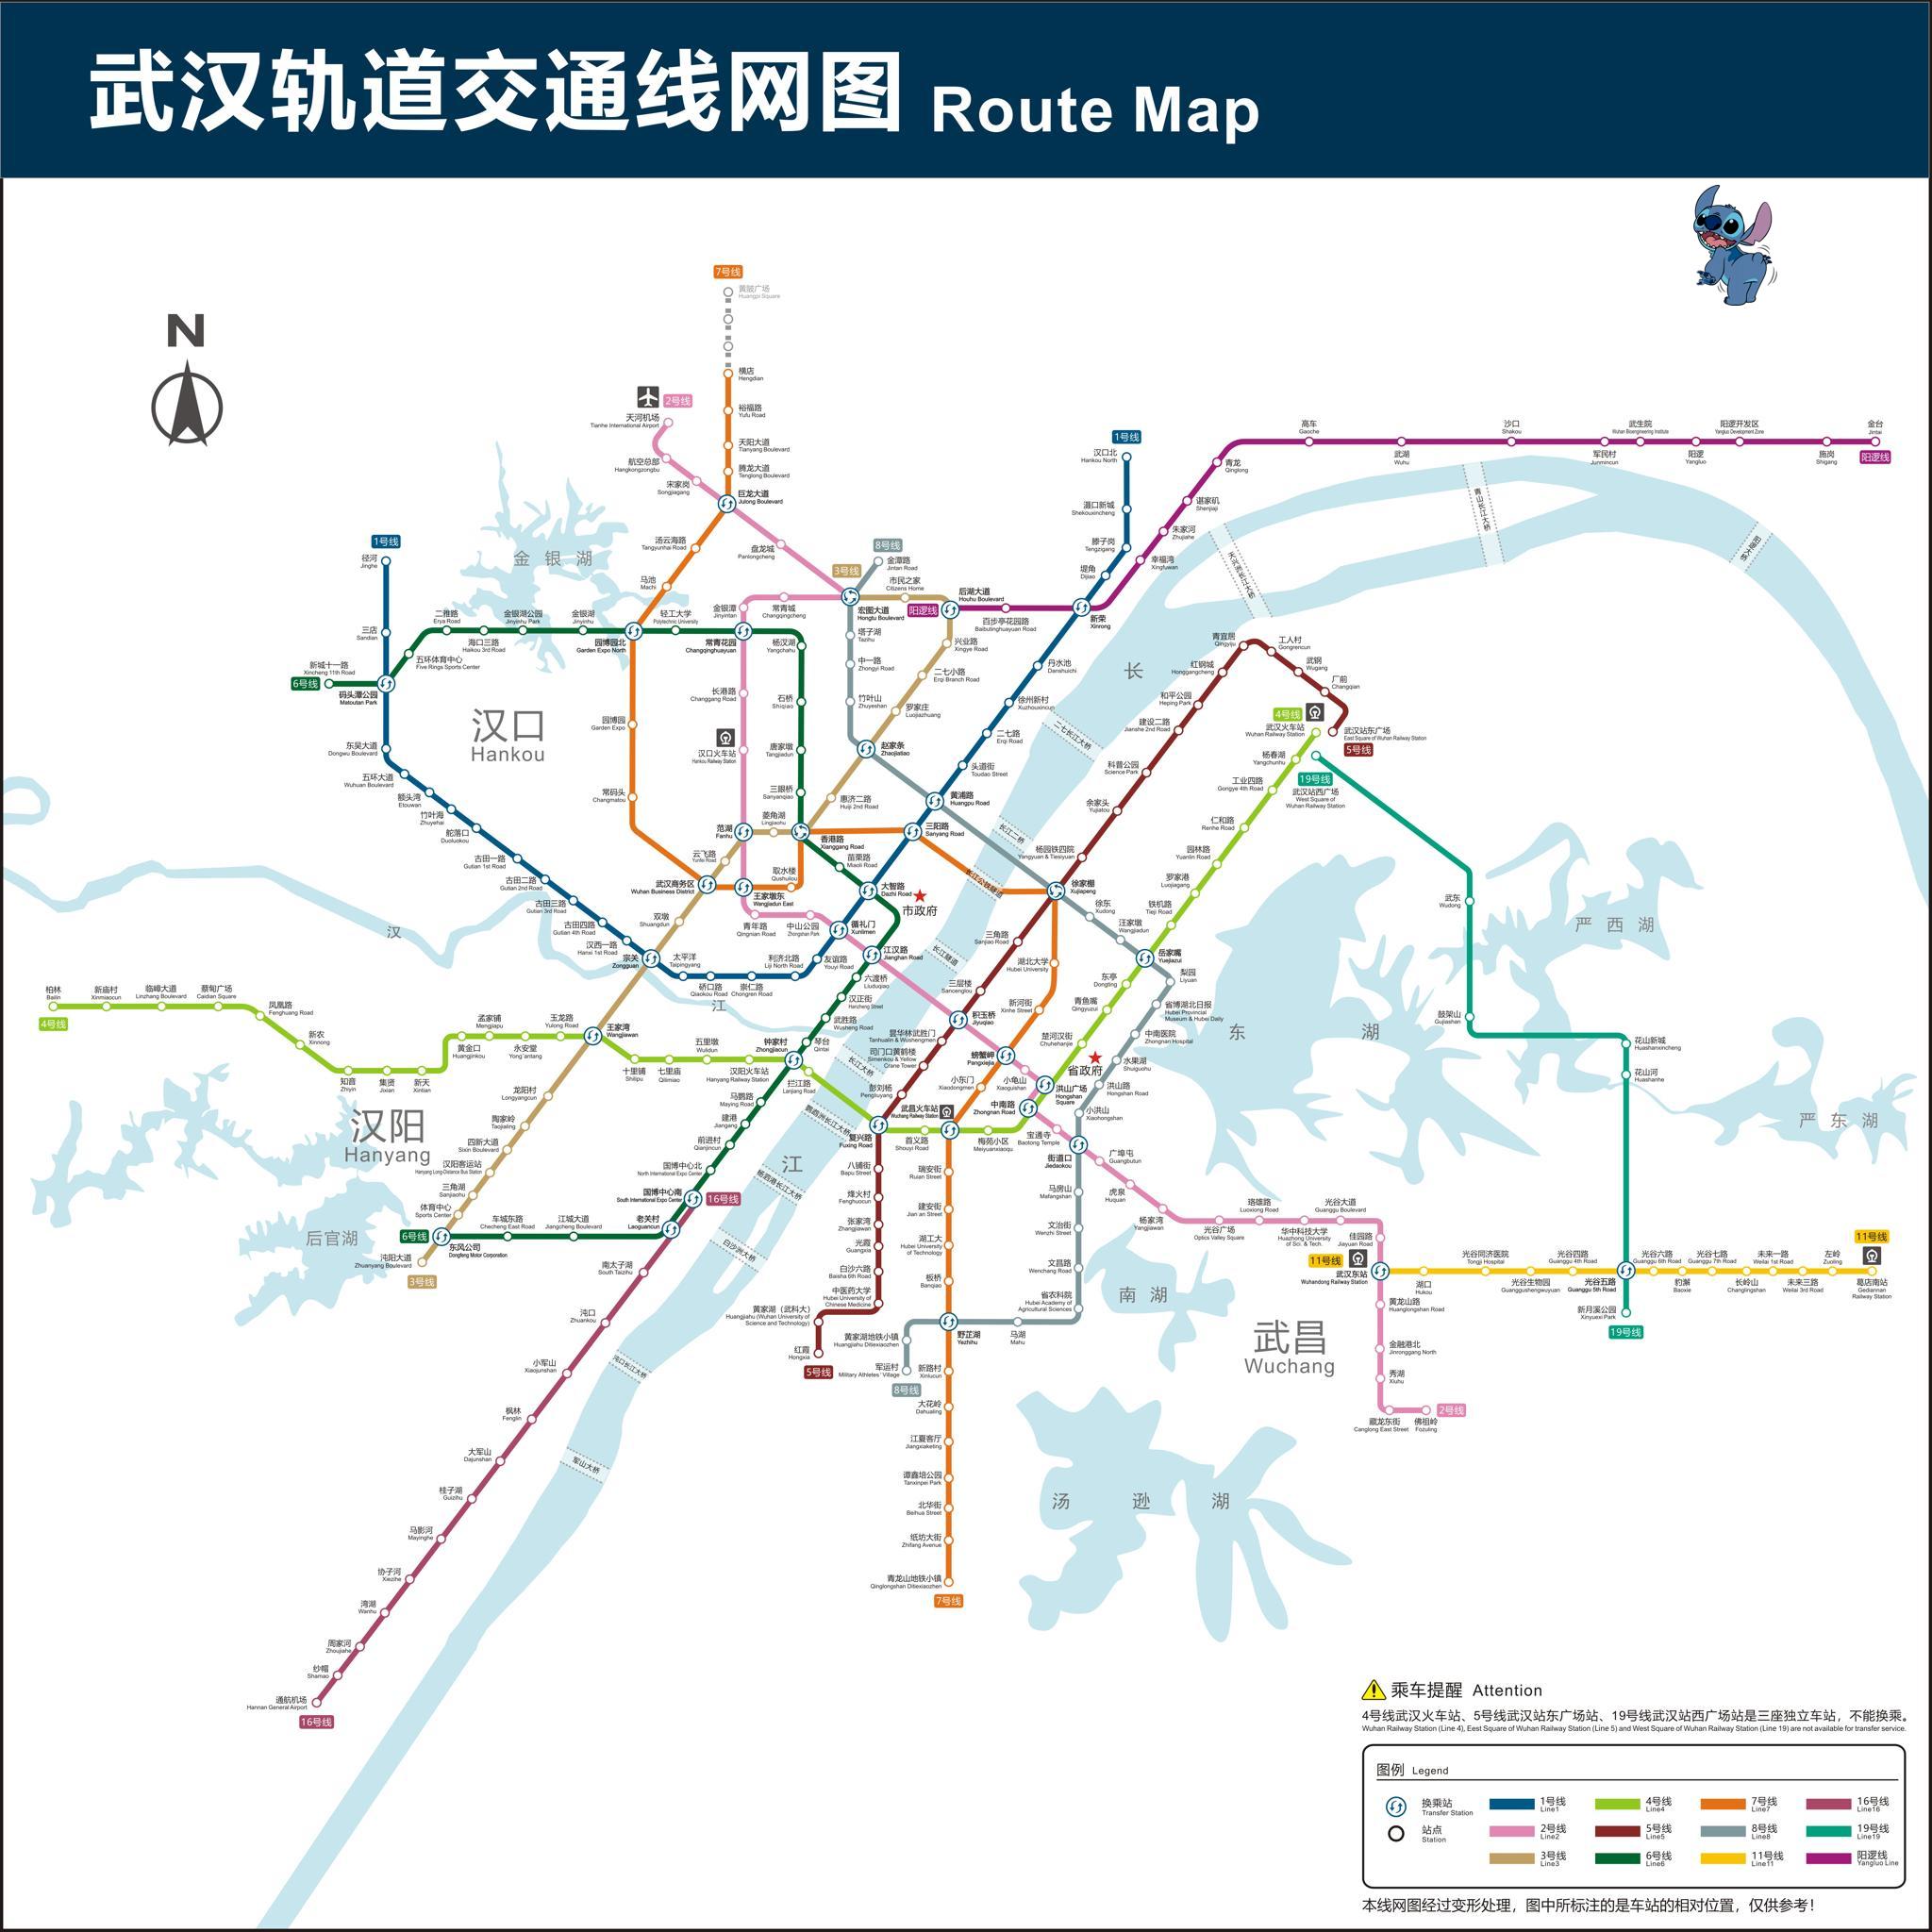 武汉轨道交通线网图 Route Map
N
7号线
黄陂广场
Huangpi Square
横店
Hengdian
裕福路
Yufu Road
天阳大道
Tianyang Boulevard
腾龙大道
Tenglong Boulevard
巨龙大道
Julong Boulevard
2号线
天河机场
Tianhe International Airport
航空总部
Hangkongzongbu
宋家岗
Songjiagang
汤云海路
Tangyunhai Road
马池
Machi
盘龙城
Panlongcheng
8号线
金潭路
Jintan Road
3号线
市民之家
Citizens Home
宏图大道
Hongtu Boulevard
阳逻线
后湖大道
Houhu Boulevard
百步亭花园路
Baibutinghuayuan Road
新荣
Xinrong
1号线
汉口北
Hankou North
滠口新城
Shekouxincheng
滕子岗
Tengzigang
堤角
Dijiao
幸福湾
Xingfuwan
朱家河
Zhujiahe
谌家矶
Shenjiaji
青龙
Qinglong
高车
Gaoche
武湖
Wuhu
沙口
Shakou
军民村
Junmincun
武生院
Wuhan Bioengineering Institute
阳逻
Yangluo
阳逻开发区
Yangluo Development Zone
施岗
Shigang
金台
Jintai
阳逻线
青山长江大桥
天兴洲长江大桥
阳逻大桥
1号线
径河
Jinghe
三店
Sandian
金银湖
二雅路
Erya Road
海口三路
Haikou 3rd Road
金银湖公园
Jinyinhu Park
金银湖
Jinyinhu
园博园北
Garden Expo North
轻工大学
Polytechnic University
金银潭
Jinyintan
常青城
Changqingcheng
常青花园
Changqinghuayuan
杨汊湖
Yangchahu
五环体育中心
Five Rings Sports Center
新城十一路
Xincheng 11th Road
6号线
码头潭公园
Matoutan Park
东吴大道
Dongwu Boulevard
五环大道
Wuhuan Boulevard
额头湾
Etouwan
竹叶海
Zhuyehai
舵落口
Duoluokou
古田一路
Gutian 1st Road
古田二路
Gutian 2nd Road
古田三路
Gutian 3rd Road
古田四路
Gutian 4th Road
汉西一路
Hanxi 1st Road
宗关
Zongguan
汉口
Hankou
园博园
Garden Expo
常码头
Changmatou
长港路
Changgang Road
汉口火车站
Hankou Railway Station
石桥
Shiqiao
唐家墩
Tangjiadun
三眼桥
Sanyanqiao
范湖
Fanhu
菱角湖
Lingjiaohu
香港路
Xianggang Road
云飞路
Yunfei Road
武汉商务区
Wuhan Business District
王家墩东
Wangjiadun East
取水楼
Qushuilou
双墩
Shuangdun
青年路
Qingnian Road
中山公园
Zhongshan Park
循礼门
Xunlimen
苗栗路
Miaoli Road
大智路
Dazhi Road
塔子湖
Tazihu
中一路
Zhongyi Road
竹叶山
Zhuyeshan
赵家条
Zhaojiatiao
兴业路
Xingye Road
二七小路
Erqi Branch Road
罗家庄
Luojiazhuang
惠济二路
Huiji 2nd Road
丹水池
Danshuichi
徐州新村
Xuzhouxincun
二七路
Erqi Road
头道街
Toudao Street
黄浦路
Huangpu Road
三阳路
Sanyang Road
市政府
江汉路
Jianghan Road
六渡桥
Liuduqiao
汉正街
Hanzheng Street
武胜路
Wusheng Road
琴台
Qintai
太平洋
Taipingyang
硚口路
Qiaokou Road
崇仁路
Chongren Road
利济北路
Liji North Road
友谊路
Youyi Road
汉
江
长
江
二七长江大桥
长江二桥
长江公铁隧道
长江隧道
长江大桥
鹦鹉洲长江大桥
杨泗港长江大桥
白沙洲大桥
沌口长江大桥
军山大桥
青宜居
Qingyiju
工人村
Gongrencun
武钢
Wugang
厂前
Changqian
武汉站东广场
East Square of Wuhan Railway Station
5号线
红钢城
Honggangcheng
和平公园
Heping Park
建设二路
Jianshe 2nd Road
科普公园
Science Park
余家头
Yujiatou
杨园铁四院
Yangyuan & Tiesiyuan
徐家棚
Xujiapeng
4号线
武汉火车站
Wuhan Railway Station
杨春湖
Yangchunhu
工业四路
Gongye 4th Road
仁和路
Renhe Road
园林路
Yuanlin Road
罗家港
Luojiagang
铁机路
Tieji Road
岳家嘴
Yuejiazui
19号线
武汉站西广场
West Square of
Wuhan Railway Station
武东
Wudong
鼓架山
Gujiashan
花山新城
Huashanxincheng
花山河
Huashanhe
严西湖
严东湖
东湖
徐东
Xudong
汪家墩
Wangjiadun
梨园
Liyuan
省博湖北日报
Hubei Provincial
Museum & Hubei Daily
中南医院
Zhongnan Hospital
水果湖
Shuiguohu
洪山路
Hongshan Road
小洪山
Xiaohongshan
东亭
Dongting
青鱼嘴
Qingyuzui
楚河汉街
Chuhehanjie
省政府
洪山广场
Hongshan
Square
中南路
Zhongnan Road
三角路
Sanjiao Road
三层楼
Sancenglou
积玉桥
Jiyuqiao
昙华林武胜门
Tanhualin & Wushengmen
司门口黄鹤楼
Simenkou & Yellow
Crane Tower
彭刘杨
Pengliuyang
复兴路
Fuxing Road
湖北大学
Hubei University
新河街
Xinhe Street
螃蟹岬
Pangxiejia
小龟山
Xiaoguishan
小东门
Xiaodongmen
武昌火车站
Wuchang Railway Station
首义路
Shouyi Road
梅苑小区
Meiyuanxiaoqu
宝通寺
Baotong Temple
街道口
Jiedaokou
广埠屯
Guangbutun
虎泉
Huquan
杨家湾
Yangjiawan
光谷广场
Optics Valley Square
珞雄路
Luoxiong Road
华中科技大学
Huazhong University
of Sci. & Tech.
光谷大道
Guanggu Boulevard
佳园路
Jiayuan Road
11号线
武汉东站
Wuhandong Railway Station
湖口
Hukou
光谷同济医院
Tongji Hospital
光谷生物园
Guanggushengwuyuan
光谷四路
Guanggu 4th Road
光谷五路
Guanggu 5th Road
光谷六路
Guanggu 6th Road
豹澥
Baoxie
光谷七路
Guanggu 7th Road
长岭山
Changlingshan
未来一路
Weilai 1st Road
未来三路
Weilai 3rd Road
左岭
Zuoling
11号线
葛店南站
Gediannan
Railway Station
新月溪公园
Xinyuexi Park
19号线
黄龙山路
Huanglongshan Road
金融港北
Jinronggang North
秀湖
Xiuhu
藏龙东街
Canglong East Street
佛祖岭
Fozuling
2号线
柏林
Bailin
4号线
新庙村
Xinmiaocun
临嶂大道
Linzhang Boulevard
蔡甸广场
Caidian Square
凤凰路
Fenghuang Road
新农
Xinnong
知音
Zhiyin
集贤
Jixian
新天
Xintian
黄金口
Huangjinkou
孟家铺
Mengjiapu
永安堂
Yong'antang
玉龙路
Yulong Road
王家湾
Wangjiawan
十里铺
Shilipu
七里庙
Qilimiao
五里墩
Wulidun
汉阳火车站
Hanyang Railway Station
钟家村
Zhongjiacun
拦江路
Lanjiang Road
马鹦路
Maying Road
建港
Jiangang
前进村
Qianjincun
国博中心北
North International Expo Center
国博中心南
South International Expo Center
16号线
老关村
Laoguancun
汉阳
Hanyang
龙阳村
Longyangcun
陶家岭
Taojialing
四新大道
Sixin Boulevard
汉阳客运站
Hanyang Long-Distance Bus Station
三角湖
Sanjiaohu
体育中心
Sports Center
6号线
东风公司
Dongfeng Motor Corporation
沌阳大道
Zhuanyang Boulevard
3号线
后官湖
车城东路
Checheng East Road
江城大道
Jiangcheng Boulevard
南太子湖
South Taizihu
沌口
Zhuankou
小军山
Xiaojunshan
枫林
Fenglin
大军山
Dajunshan
桂子湖
Guizihu
马影河
Mayinghe
协子河
Xiezihe
湾湖
Wanhu
周家河
Zhoujiahe
纱帽
Shamao
通航机场
Hannan General Airport
16号线
八铺街
Bapu Street
烽火村
Fenghuocun
张家湾
Zhangjiawan
光霞
Guangxia
白沙六路
Baisha 6th Road
中医药大学
Hubei University of
Chinese Medicine
黄家湖（武科大）
Huangjiahu (Wuhan University of
Science and Technology)
红霞
Hongxia
5号线
黄家湖地铁小镇
Huangjiahu Ditiexiaozhen
军运村
Military Athletes' Village
8号线
瑞安街
Ruian Street
建安街
Jian an Street
湖工大
Hubei University
of Technology
板桥
Banqiao
野芷湖
Yezhihu
马湖
Mahu
马房山
Mafangshan
文治街
Wenzhi Street
文昌路
Wenchang Road
省农科院
Hubei Academy of
Agricultural Sciences
新路村
Xinlucun
大花岭
Dahualing
江夏客厅
Jiangxiaketing
谭鑫培公园
Tanxinpei Park
北华街
Beihua Street
纸坊大街
Zhifang Avenue
青龙山地铁小镇
Qinglongshan Ditiexiaozhen
7号线
南湖
武昌
Wuchang
汤逊湖
乘车提醒 Attention
4号线武汉火车站、5号线武汉站东广场站、19号线武汉站西广场站是三座独立车站，不能换乘。
Wuhan Railway Station (Line 4), East Square of Wuhan Railway Station (Line 5) and West Square of Wuhan Railway Station (Line 19) are not available for transfer service.
图例 Legend
换乘站
Transfer Station
站点
Station
1号线
Line1
2号线
Line2
3号线
Line3
4号线
Line4
5号线
Line5
6号线
Line6
7号线
Line7
8号线
Line8
11号线
Line11
16号线
Line16
19号线
Line19
阳逻线
Yangluo Line
本线网图经过变形处理，图中所标注的是车站的相对位置，仅供参考！